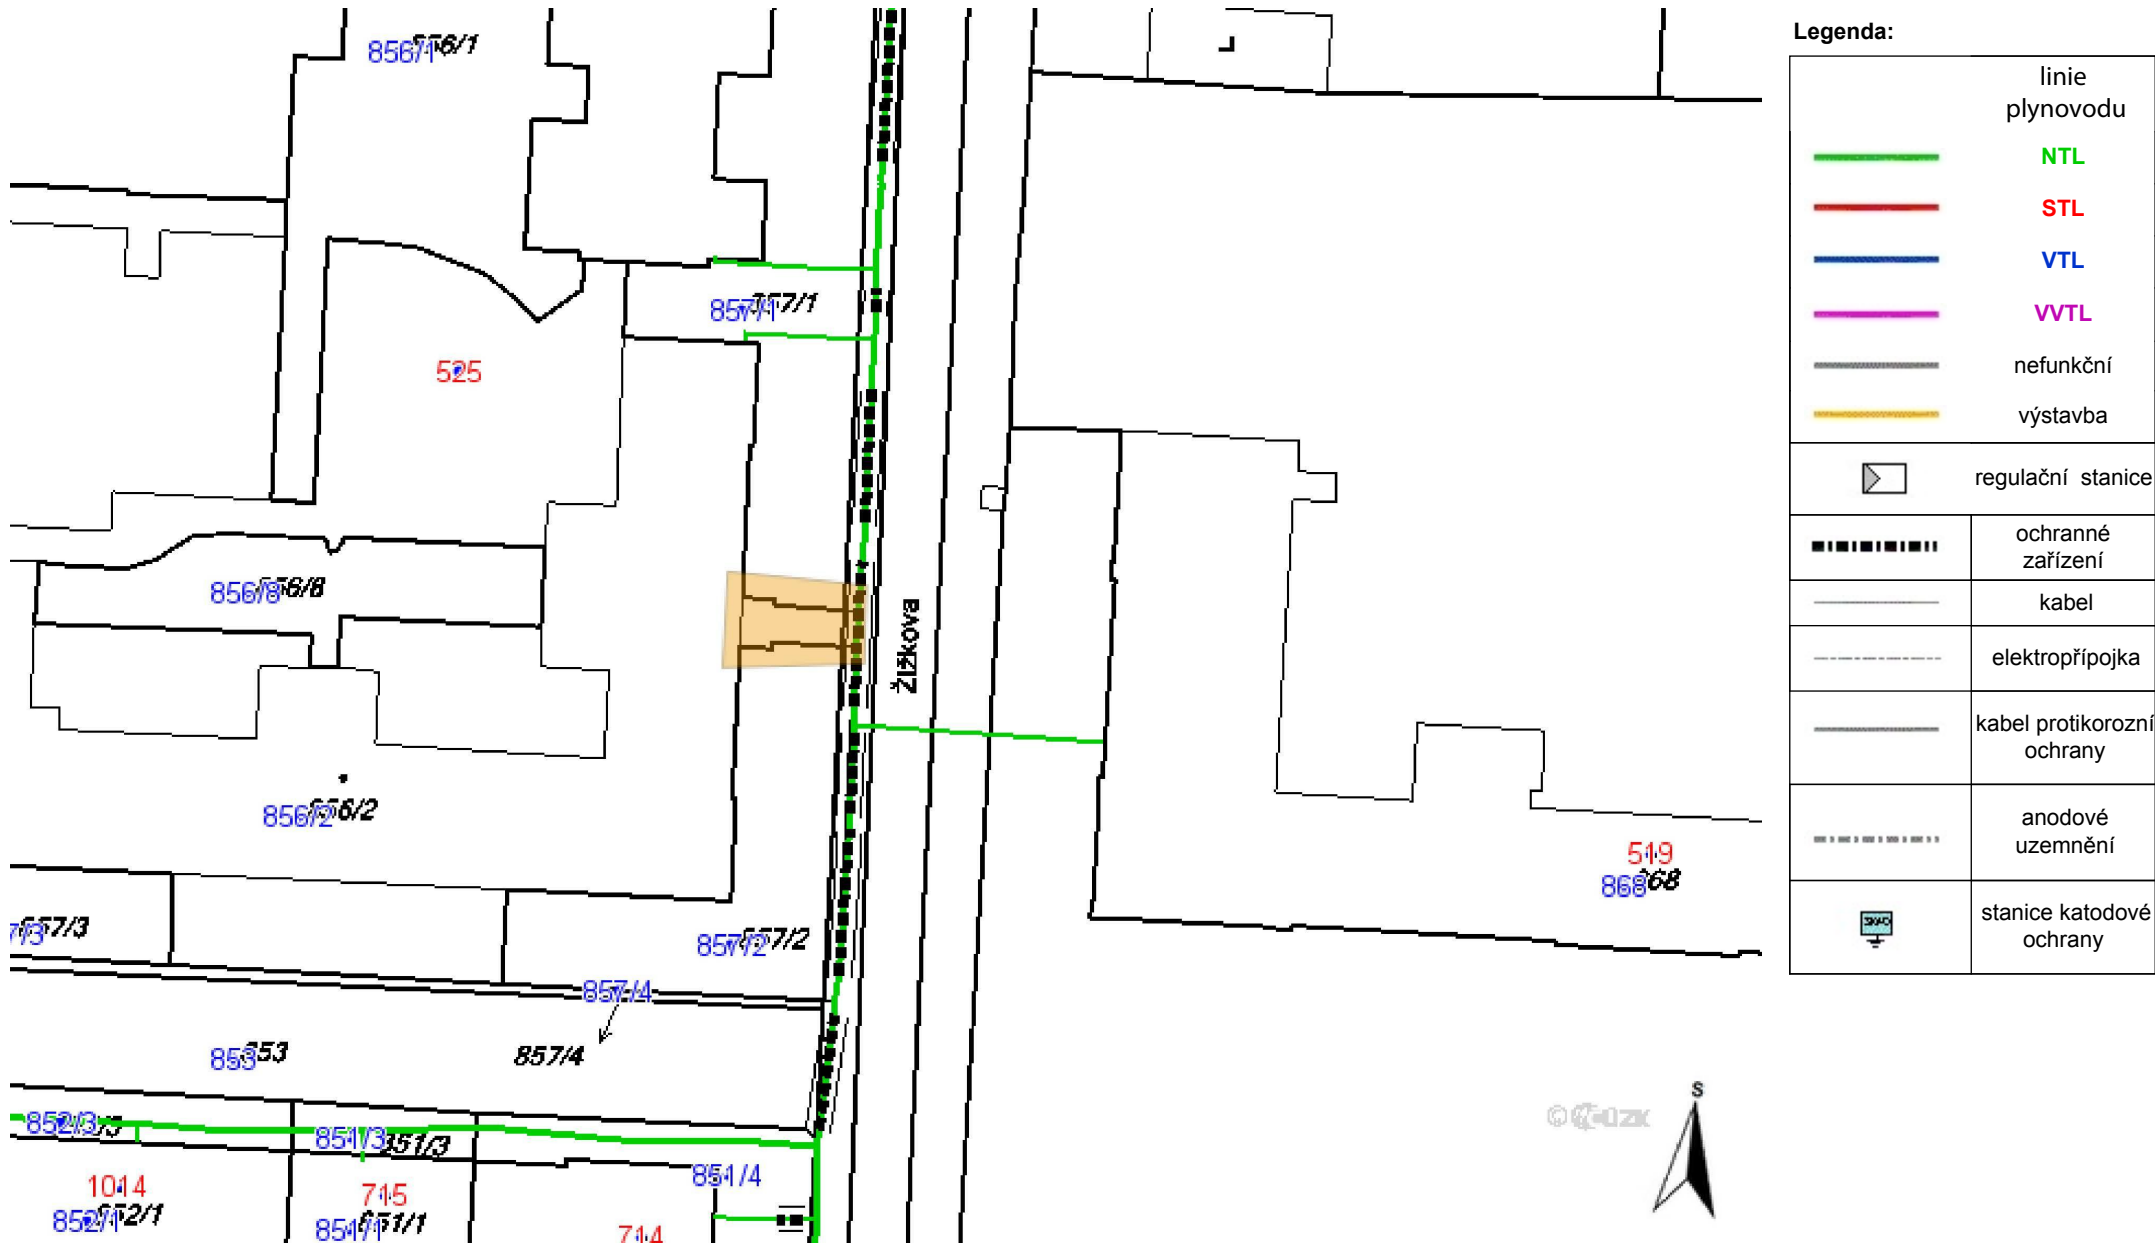 Legenda:
linie
plynovodu
NTL
STL
VTL
VVTL
nefunkční
výstavba
regulační stanice
ochranné
zařízení
kabel
elektropřípojka
kabel protikorozní
ochrany
anodové
uzemnění
stanice katodové
ochrany
856/1
857/1
525
856/8
Žižkova
856/2
519
868
857/2
857/4
853
857/4
852/3
851/3
851/4
1014
852/1
715
851/1
714
S